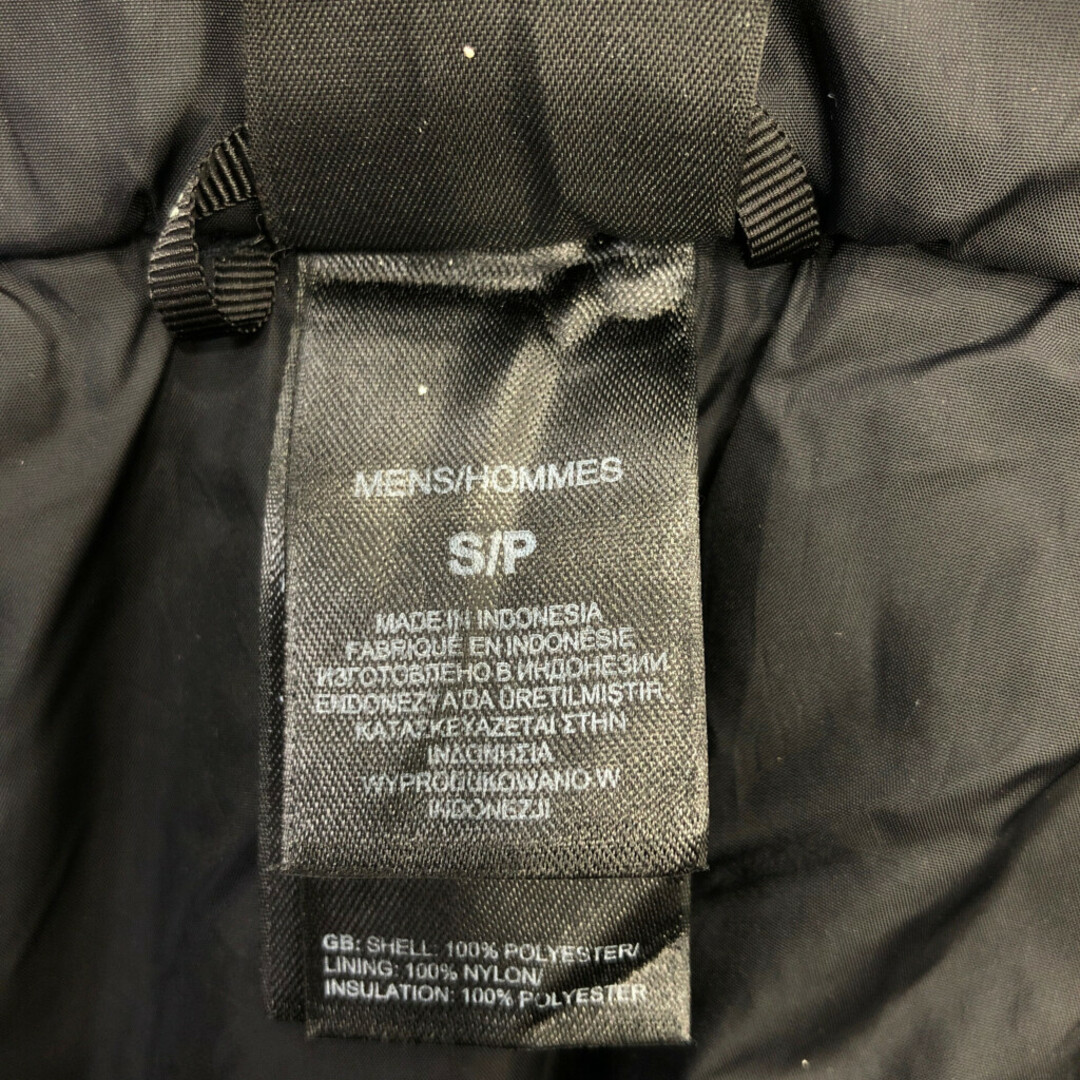 MENS/HOMMES
S/P
MADE IN INDONESIA
FABRIQUÉ EN INDONÉSIE
ИЗГОТОВЛЕНО В ИНДОНЕЗИИ
ENDONEZYA'DA ÜRETILMIŞTIR
ΚΑΤΑΣΚΕΥΑΖΕΤΑΙ ΣΤΗΝ
ΙΝΔΟΝΗΣΙΑ
WYPRODUKOWANO W
INDONEZJI
GB: SHELL: 100% POLYESTER/
LINING: 100% NYLON/
INSULATION: 100% POLYESTER